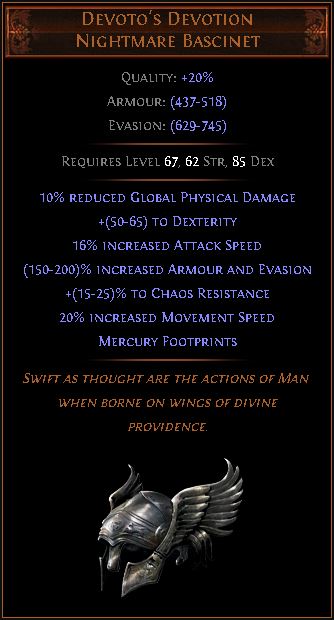 Devoto's Devotion
Nightmare Bascinet
Quality: +20%
Armour: (437-518)
Evasion: (629-745)
Requires Level 67, 62 Str, 85 Dex
10% reduced Global Physical Damage
+(50-65) to Dexterity
16% increased Attack Speed
(150-200)% increased Armour and Evasion
+(15-25)% to Chaos Resistance
20% increased Movement Speed
Mercury Footprints
Swift as thought are the actions of Man
when borne on wings of divine
providence.